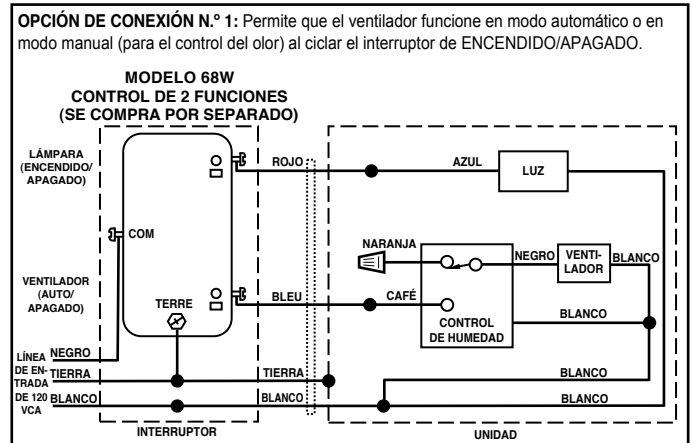 OPCIÓN DE CONEXIÓN N.º 1: Permite que el ventilador funcione en modo automático o en
modo manual (para el control del olor) al ciclar el interruptor de ENCENDIDO/APAGADO.
MODELO 68W
CONTROL DE 2 FUNCIONES
(SE COMPRA POR SEPARADO)
LÁMPARA
(ENCENDIDO/
APAGADO)
ROJO
AZUL
LUZ
COM
NARANJA
NEGRO
VENTI-
LADOR
BLANCO
VENTILADOR
(AUTO/
APAGADO)
TERRE
BLEU
CAFÉ
CONTROL
DE HUMEDAD
BLANCO
LÍNEA
DE EN-
TRADA
DE 120
VCA
NEGRO
TIERRA
TIERRA
BLANCO
BLANCO
BLANCO
BLANCO
INTERRUPTOR
UNIDAD